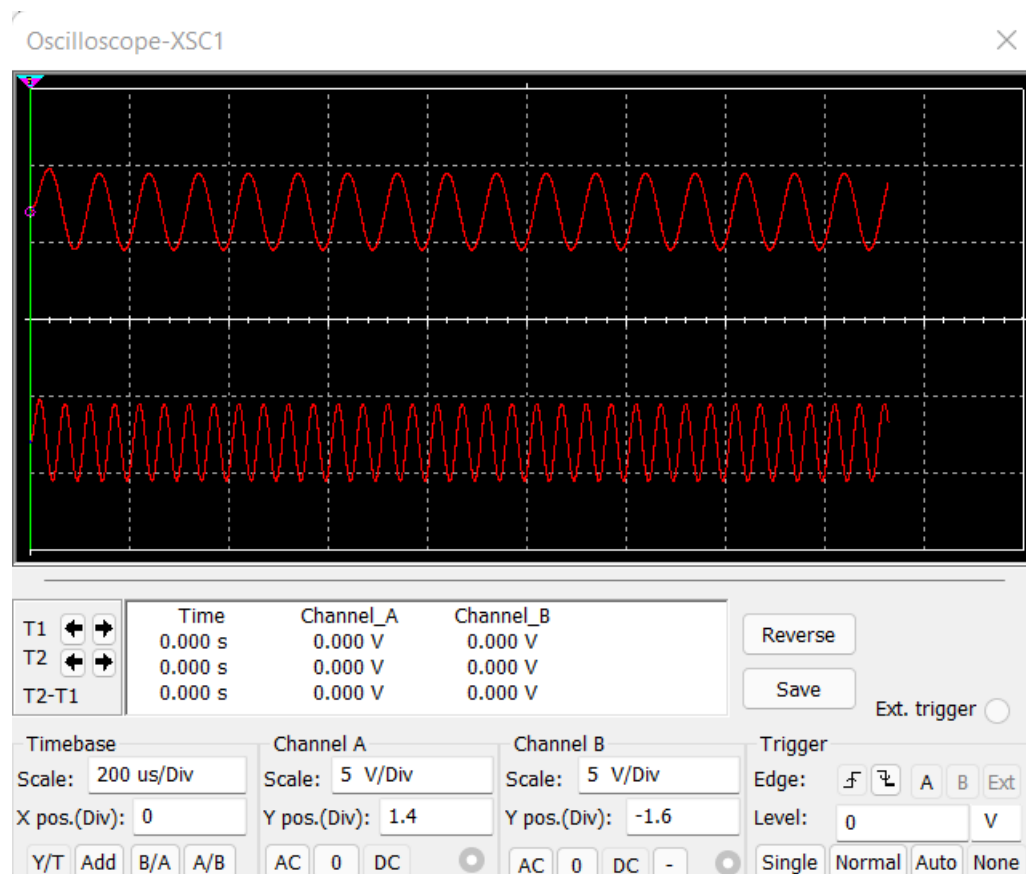 Oscilloscope-XSC1
Time Channel_A Channel_B
T1 0.000 s 0.000 V 0.000 V
T2 0.000 s 0.000 V 0.000 V
T2-T1 0.000 s 0.000 V 0.000 V
Reverse
Save
Ext. trigger
Timebase
Scale: 200 us/Div
X pos.(Div): 0
Y/T Add B/A A/B
Channel A
Scale: 5 V/Div
Y pos.(Div): 1.4
AC 0 DC
Channel B
Scale: 5 V/Div
Y pos.(Div): -1.6
AC 0 DC -
Trigger
Edge: A B Ext
Level: 0 V
Single Normal Auto None